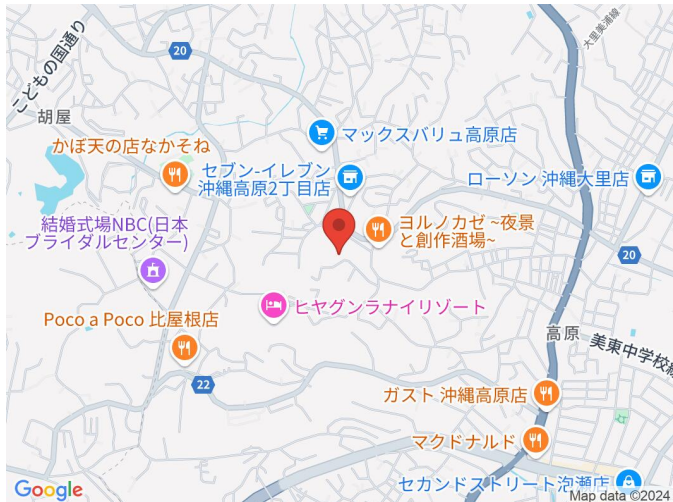 大里美浦線
こどもの国通り
20
胡屋
マックスバリュ高原店
かぼ天の店なかそね
セブン-イレブン
沖縄高原2丁目店
ローソン 沖縄大里店
結婚式場NBC(日本
ブライダルセンター)
ヨルノカゼ ~夜景
と創作酒場~
20
ヒヤグンラナイリゾート
Poco a Poco 比屋根店
高原
美東中学校線
22
ガスト 沖縄高原店
マクドナルド
セカンドストリート泡瀬店
Google
Map data ©2024